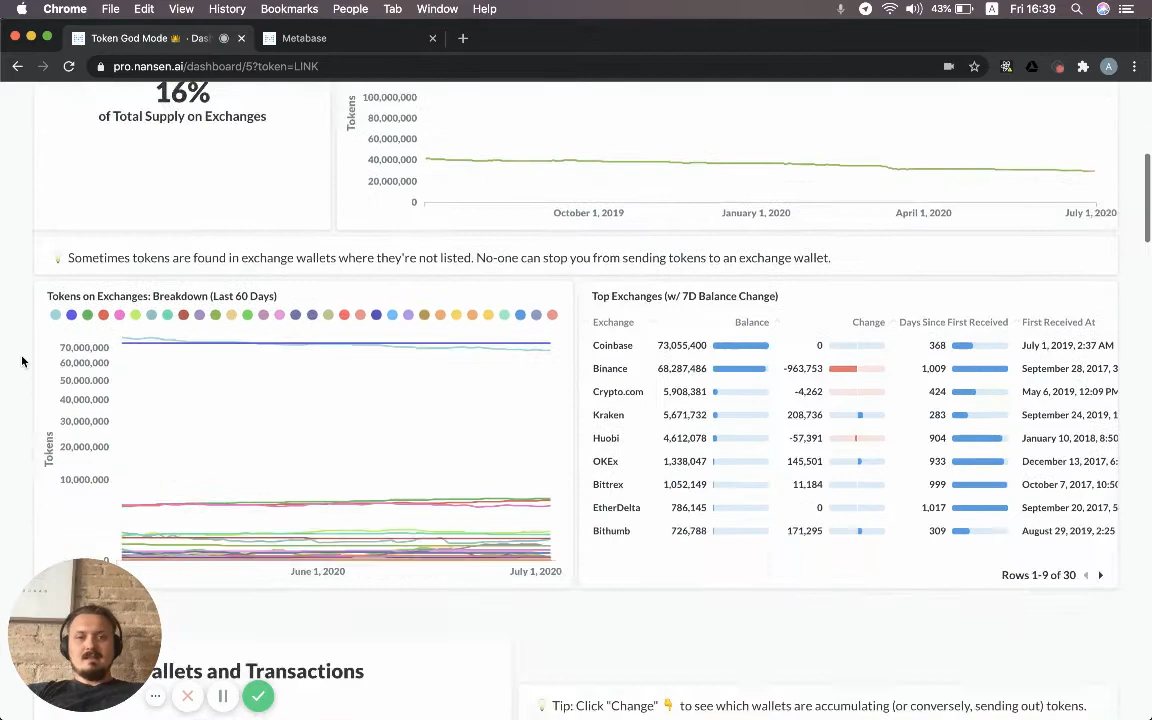 Chrome File Edit View History Bookmarks People Tab Window Help 43% A Fri 16:39
Token God Mode 👑 · Das
Metabase
pro.nansen.ai/dashboard/5?token=LINK A
16%
of Total Supply on Exchanges
Tokens
100,000,000
80,000,000
60,000,000
40,000,000
20,000,000
0
October 1, 2019 January 1, 2020 April 1, 2020 July 1, 2020
💡 Sometimes tokens are found in exchange wallets where they're not listed. No-one can stop you from sending tokens to an exchange wallet.
Tokens on Exchanges: Breakdown (Last 60 Days)
Tokens
70,000,000
60,000,000
50,000,000
40,000,000
30,000,000
20,000,000
10,000,000
0
June 1, 2020 July 1, 2020
Top Exchanges (w/ 7D Balance Change)
Exchange Balance Change Days Since First Received First Received At
Coinbase 73,055,400 0 368 July 1, 2019, 2:37 AM
Binance 68,287,486 -963,753 1,009 September 28, 2017, 3
Crypto.com 5,908,381 -4,262 424 May 6, 2019, 12:09 PM
Kraken 5,671,732 208,736 283 September 24, 2019, 1
Huobi 4,612,078 -57,391 904 January 10, 2018, 8:50
OKEx 1,338,047 145,501 933 December 13, 2017, 6:
Bittrex 1,052,149 11,184 999 October 7, 2017, 10:50
EtherDelta 786,145 0 1,017 September 20, 2017, 5
Bithumb 726,788 171,295 309 August 29, 2019, 2:25
Rows 1-9 of 30
allets and Transactions
💡 Tip: Click "Change" 👇 to see which wallets are accumulating (or conversely, sending out) tokens.